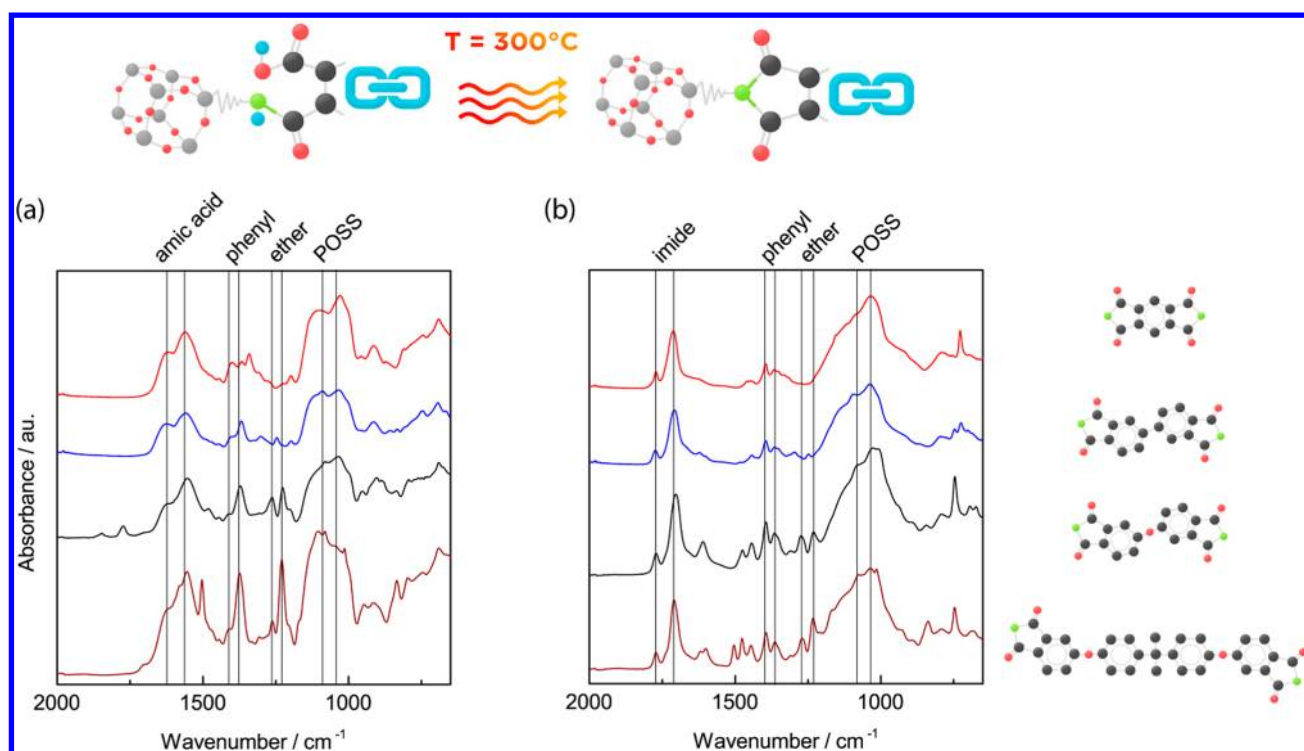 T = 300°C
(a)
amic acid
phenyl
ether
POSS
(b)
imide
phenyl
ether
POSS
Absorbance / au.
2000
1500
1000
2000
1500
1000
Wavenumber / cm⁻¹
Wavenumber / cm⁻¹